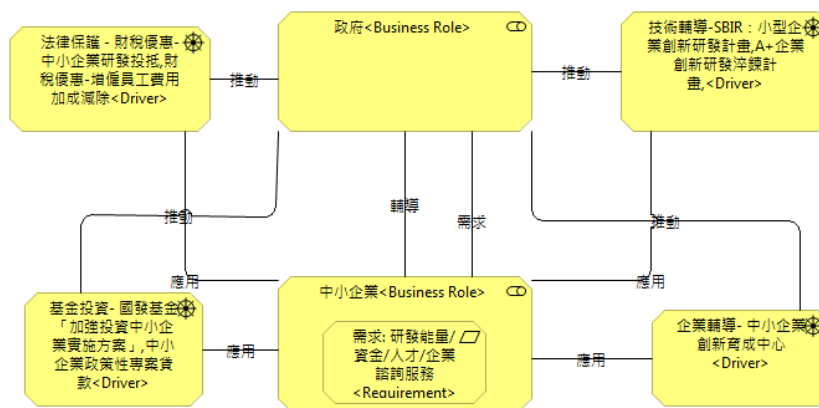 法律保護 - 財稅優惠-
中小企業研發投抵,財
稅優惠-增僱員工費用
加成減除<Driver>
推動
政府<Business Role>
推動
技術輔導-SBIR：小型企
業創新研發計畫,A+企業
創新研發淬鍊計
畫,<Driver>
推動
輔導
需求
推動
應用
應用
基金投資- 國發基金
「加強投資中小企
業實施方案」,中小
企業政策性專案貸
款<Driver>
應用
中小企業<Business Role>
需求: 研發能量/
資金/人才/企業
諮詢服務
<Requirement>
應用
企業輔導- 中小企業
創新育成中心
<Driver>